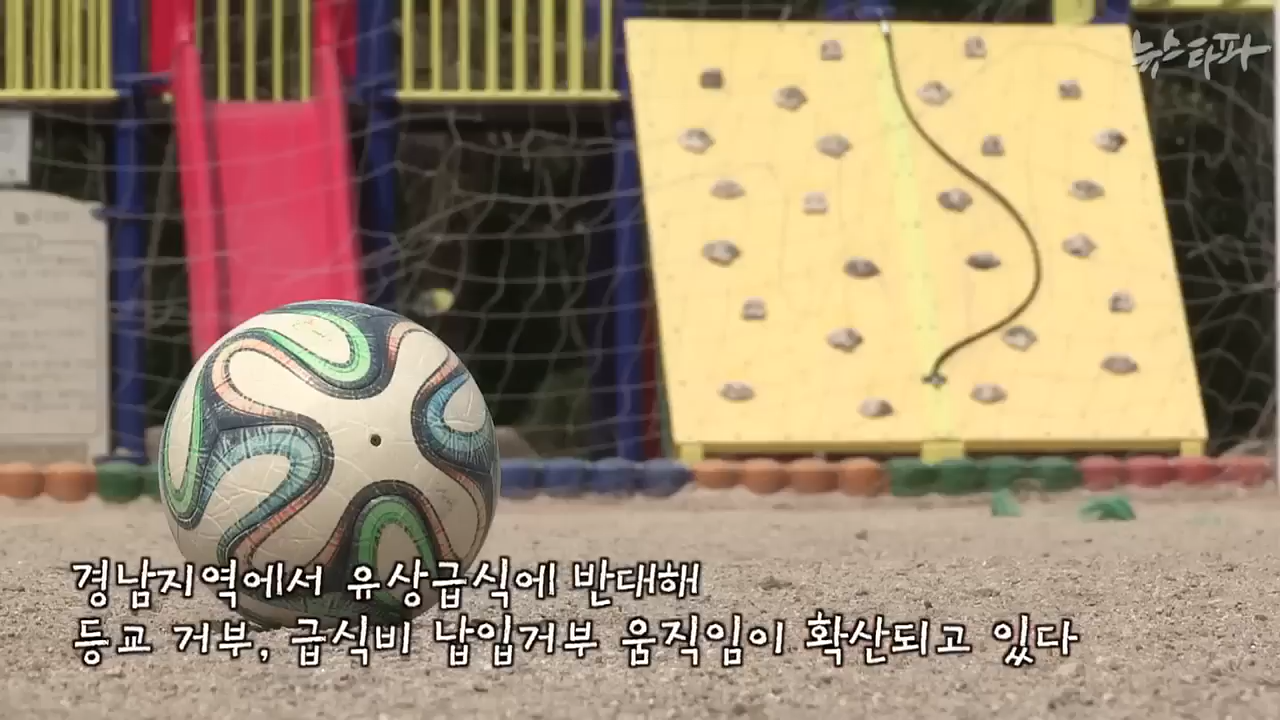 뉴스타파
경남지역에서 유상급식에 반대해
등교 거부, 급식비 납입거부 움직임이 확산되고 있다